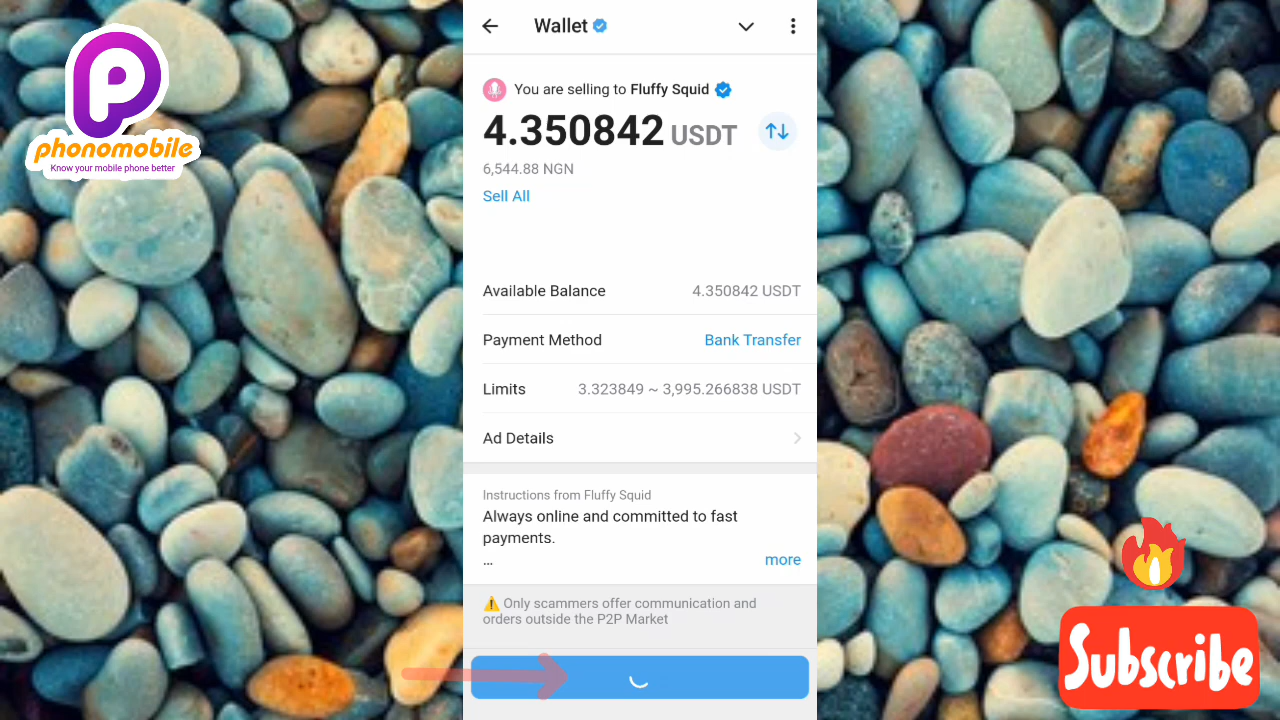 phonomobile
Know your mobile phone better
Wallet
You are selling to Fluffy Squid
4.350842 USDT
6,544.88 NGN
Sell All
Available Balance 4.350842 USDT
Payment Method Bank Transfer
Limits 3.323849 ~ 3,995.266838 USDT
Ad Details
Instructions from Fluffy Squid
Always online and committed to fast
payments.
... more
⚠️ Only scammers offer communication and
orders outside the P2P Market
Subscribe